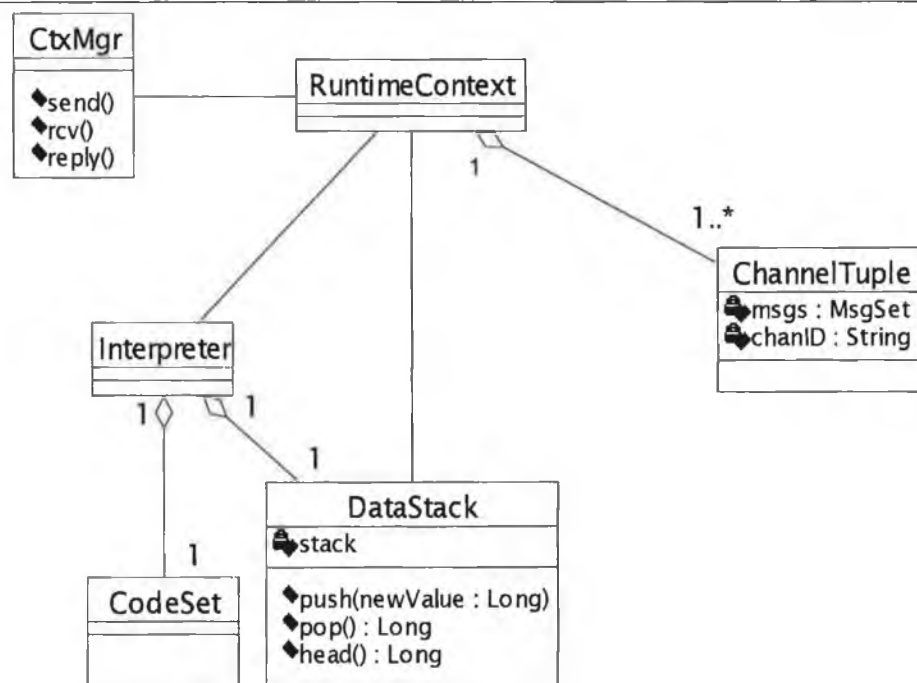 CtxMgr
send()
rcv()
reply()
RuntimeContext
1
1..*
ChannelTuple
msgs : MsgSet
chanID : String
Interpreter
1
1
1
1
CodeSet
DataStack
stack
push(newValue : Long)
pop() : Long
head() : Long